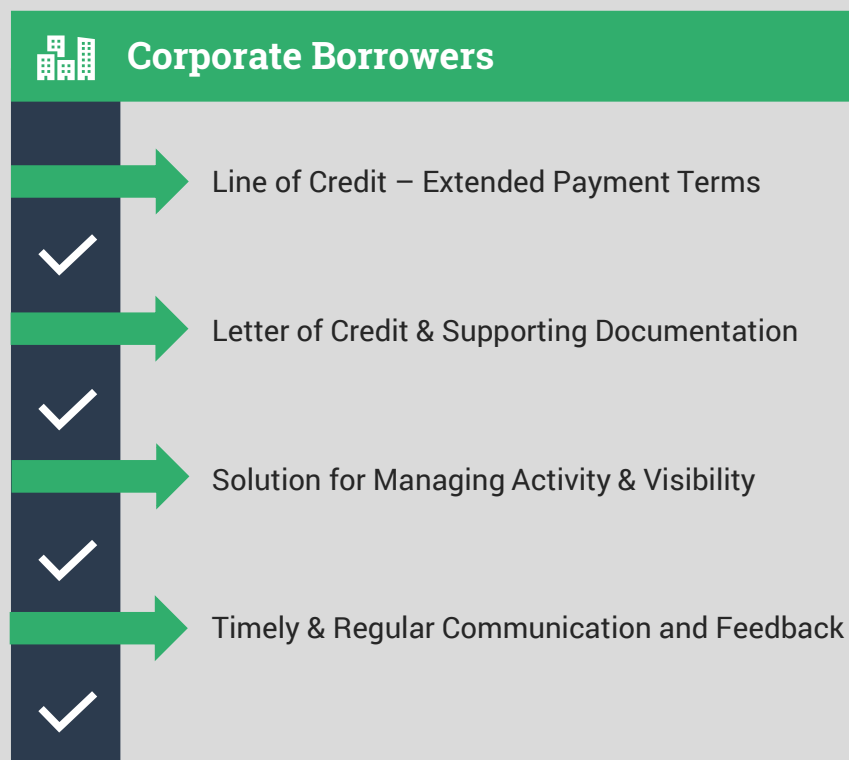 Corporate Borrowers
Line of Credit – Extended Payment Terms
Letter of Credit & Supporting Documentation
Solution for Managing Activity & Visibility
Timely & Regular Communication and Feedback